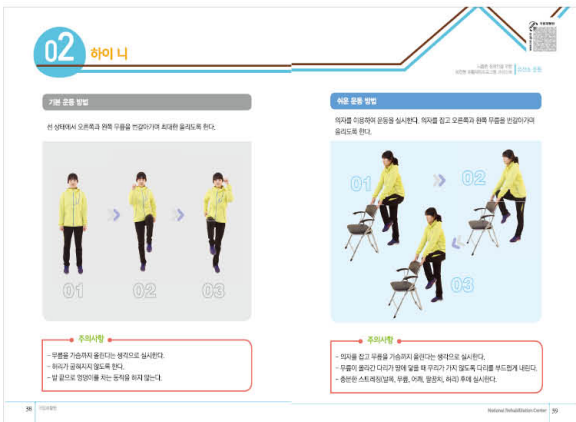 02
하이 니
기본 운동 방법
선 상태에서 오른쪽과 왼쪽 무릎을 번갈아가며 최대한 올리도록 한다.
01
02
03
주의사항
- 무릎을 가슴까지 올린다는 생각으로 실시한다.
- 허리가 굽혀지지 않도록 한다.
- 발 끝으로 엉덩이를 차는 동작을 하지 않는다.
38
쉬운 운동 방법
의자를 이용하여 운동을 실시한다. 의자를 잡고 오른쪽과 왼쪽 무릎을 번갈아가며
올리도록 한다.
01
02
03
주의사항
- 의자를 잡고 무릎을 가슴까지 올린다는 생각으로 실시한다.
- 무릎이 올라간 다리가 땅에 닿을 때 무리가 가지 않도록 다리를 부드럽게 내린다.
- 충분한 스트레칭(발목, 무릎, 어깨, 팔꿈치, 허리) 후에 실시한다.
National Rehabilitation Center 39